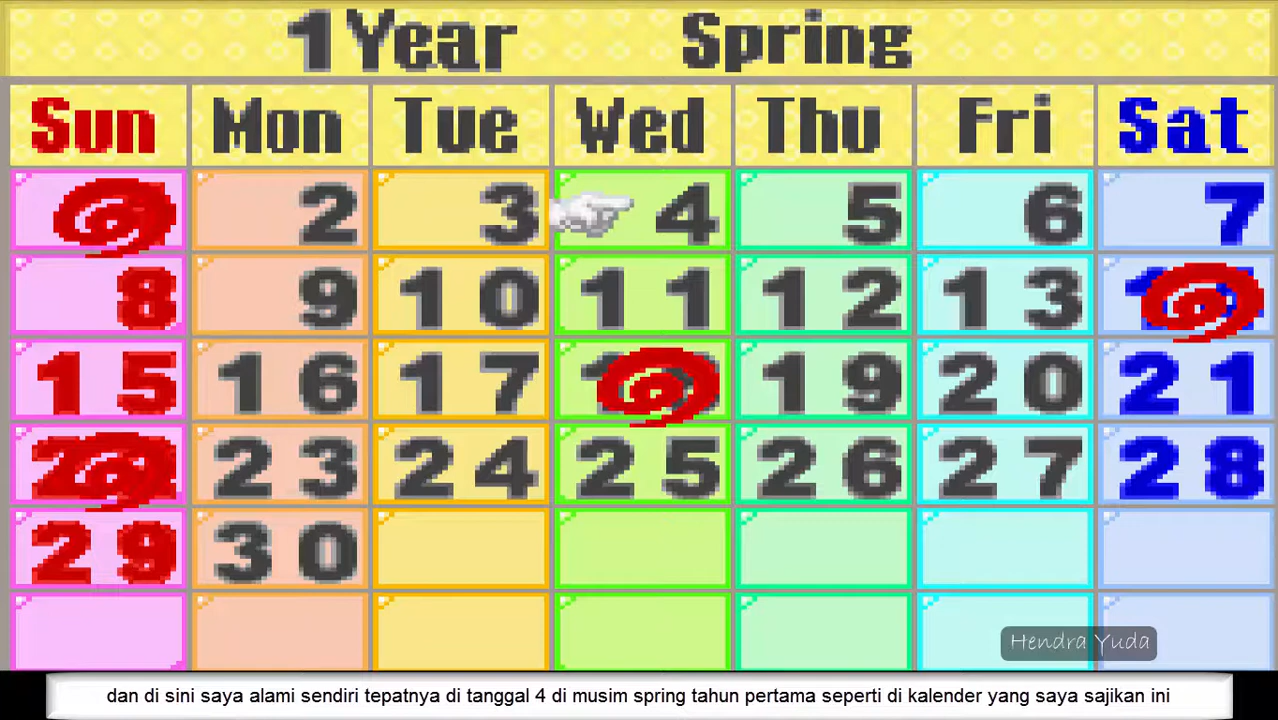 1 Year Spring
Sun Mon Tue Wed Thu Fri Sat
2 3 4 5 6 7
8 9 10 11 12 13
15 16 17 19 20 21
23 24 25 26 27 28
29 30
Hendra Yuda
dan di sini saya alami sendiri tepatnya di tanggal 4 di musim spring tahun pertama seperti di kalender yang saya sajikan ini